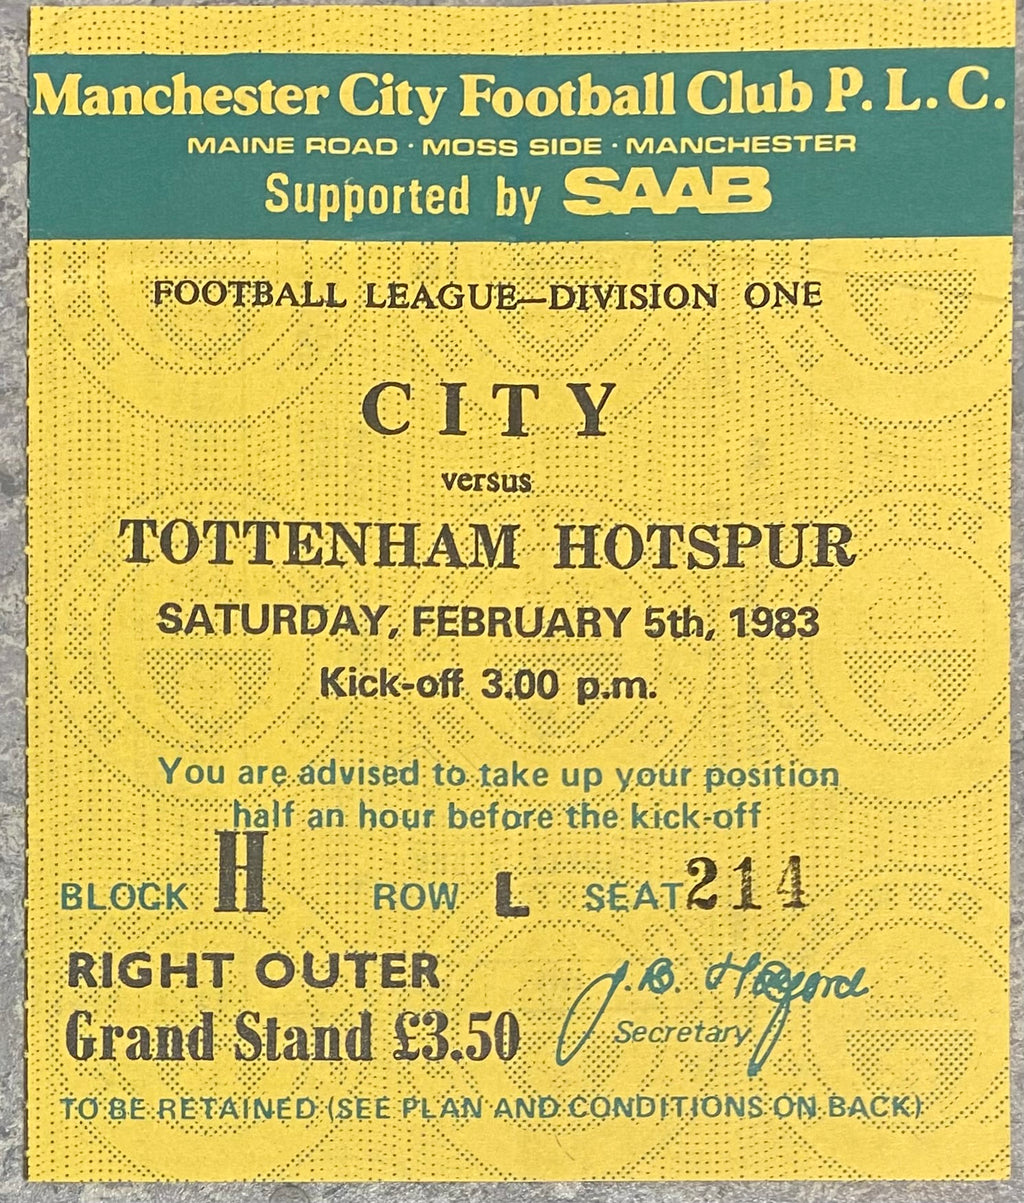 Manchester City Football Club P.L.C.
MAINE ROAD · MOSS SIDE · MANCHESTER
Supported by SAAB
FOOTBALL LEAGUE—DIVISION ONE
CITY
versus
TOTTENHAM HOTSPUR
SATURDAY, FEBRUARY 5th, 1983
Kick-off 3.00 p.m.
You are advised to take up your position
half an hour before the kick-off
BLOCK H ROW L SEAT 214
RIGHT OUTER
Grand Stand £3.50
J.B. Halford
Secretary
TO BE RETAINED (SEE PLAN AND CONDITIONS ON BACK)